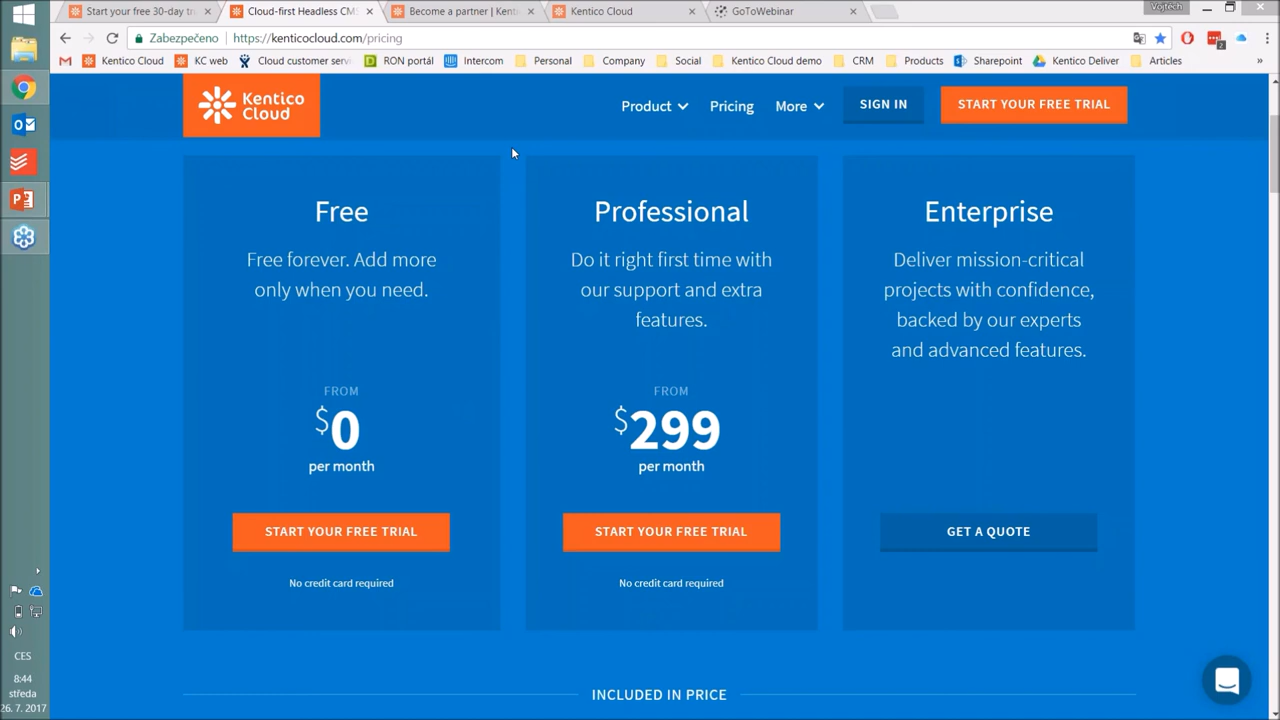 Start your free 30-day tr
Cloud-first Headless CMS
Become a partner | Kent
Kentico Cloud
GoToWebinar
Vojtěch
Zabezpečeno
https://kenticocloud.com/pricing
2
Kentico Cloud
KC web
Cloud customer serv
RON portál
Intercom
Personal
Company
Social
Kentico Cloud demo
CRM
Products
Sharepoint
Kentico Deliver
Articles
»
Kentico
Cloud
Product
Pricing
More
SIGN IN
START YOUR FREE TRIAL
Free
Free forever. Add more
only when you need.
FROM
$0
per month
START YOUR FREE TRIAL
No credit card required
Professional
Do it right first time with
our support and extra
features.
FROM
$299
per month
START YOUR FREE TRIAL
No credit card required
Enterprise
Deliver mission-critical
projects with confidence,
backed by our experts
and advanced features.
GET A QUOTE
INCLUDED IN PRICE
CES
8:44
středa
26. 7. 2017